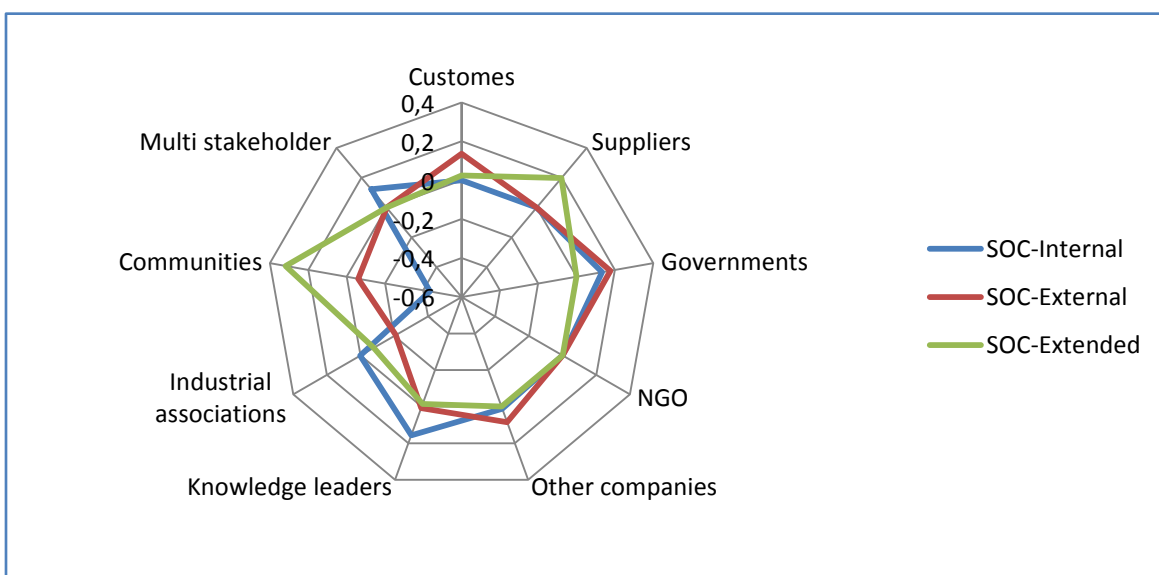 Customes
0,4
Multi stakeholder
0,2
Suppliers
0
-0,2
Communities
-0,4
Governments
-0,6
SOC-Internal
SOC-External
SOC-Extended
Industrial
associations
NGO
Knowledge leaders
Other companies